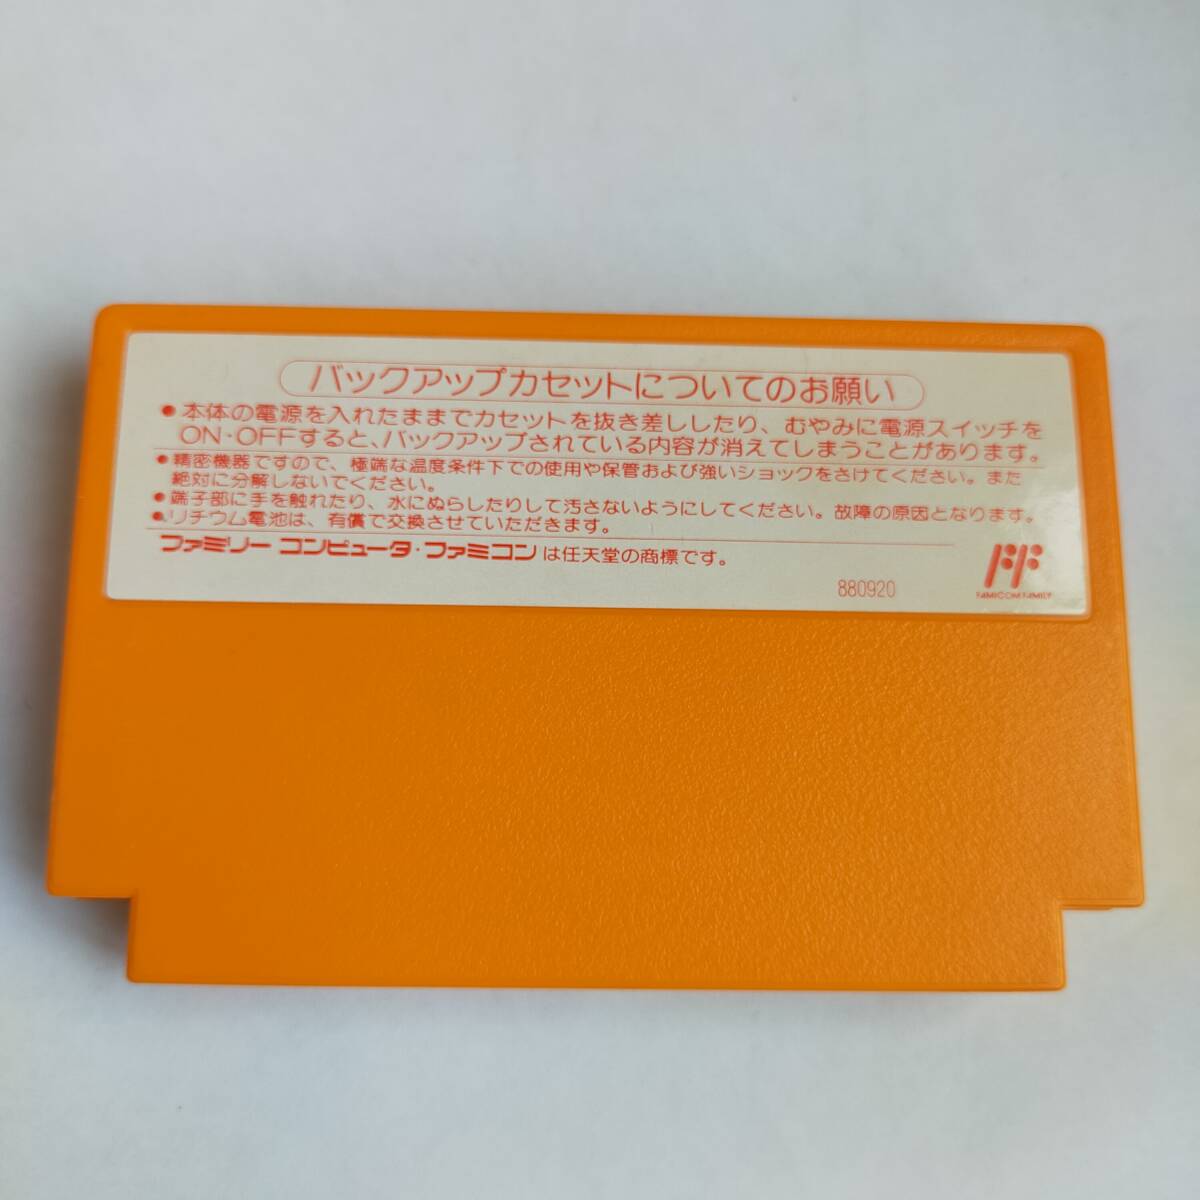 バックアップカセットについてのお願い
●本体の電源を入れたままでカセットを抜き差ししたり、むやみに電源スイッチを
ON・OFFすると、バックアップされている内容が消えてしまうことがあります。
●精密機器ですので、極端な温度条件下での使用や保管および強いショックをさけてください。また
絶対に分解しないでください。
●端子部に手を触れたり、水にぬらしたりして汚さないようにしてください。故障の原因となります。
●リチウム電池は、有償で交換させていただきます。
ファミリー コンピュータ・ファミコン は任天堂の商標です。
880920
FAMICOM FAMILY